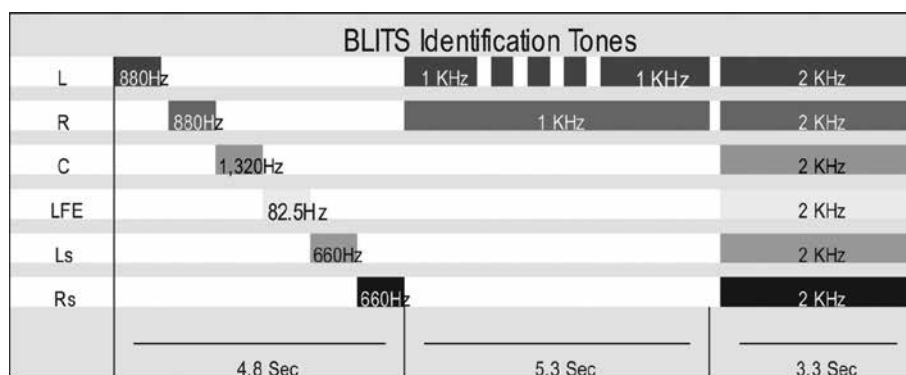 BLITS Identification Tones
L 880Hz 1 KHz 1 KHz 2 KHz
R 880Hz 1 KHz 2 KHz
C 1,320Hz 2 KHz
LFE 82.5Hz 2 KHz
Ls 660Hz 2 KHz
Rs 660Hz 2 KHz
4.8 Sec 5.3 Sec 3.3 Sec